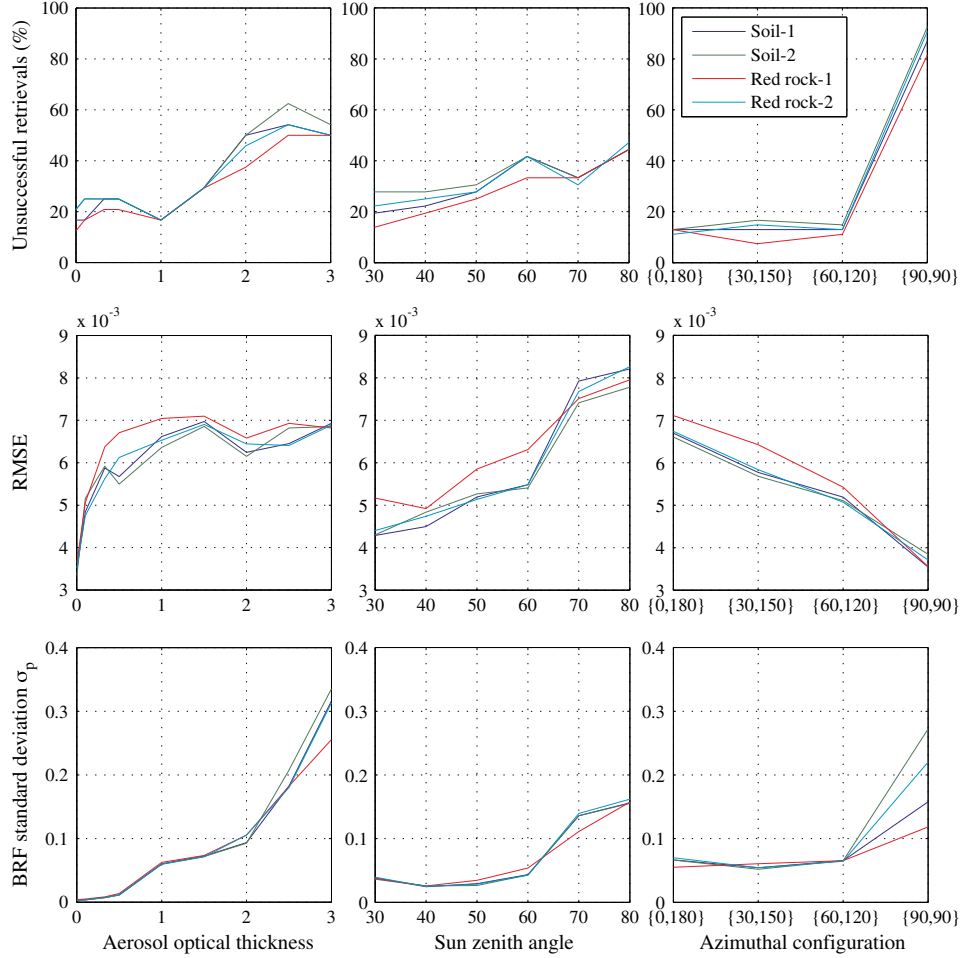 Unsuccessful retrievals (%)
100
80
60
40
20
0
0 1 2 3
100
80
60
40
20
0
30 40 50 60 70 80
100
80
60
40
20
0
{0,180} {30,150} {60,120} {90,90}
Soil-1
Soil-2
Red rock-1
Red rock-2
RMSE
x 10⁻³
9
8
7
6
5
4
3
0 1 2 3
x 10⁻³
9
8
7
6
5
4
3
30 40 50 60 70 80
x 10⁻³
9
8
7
6
5
4
3
{0,180} {30,150} {60,120} {90,90}
BRF standard deviation σp
0.4
0.3
0.2
0.1
0
0 1 2 3
Aerosol optical thickness
0.4
0.3
0.2
0.1
0
30 40 50 60 70 80
Sun zenith angle
0.4
0.3
0.2
0.1
0
{0,180} {30,150} {60,120} {90,90}
Azimuthal configuration